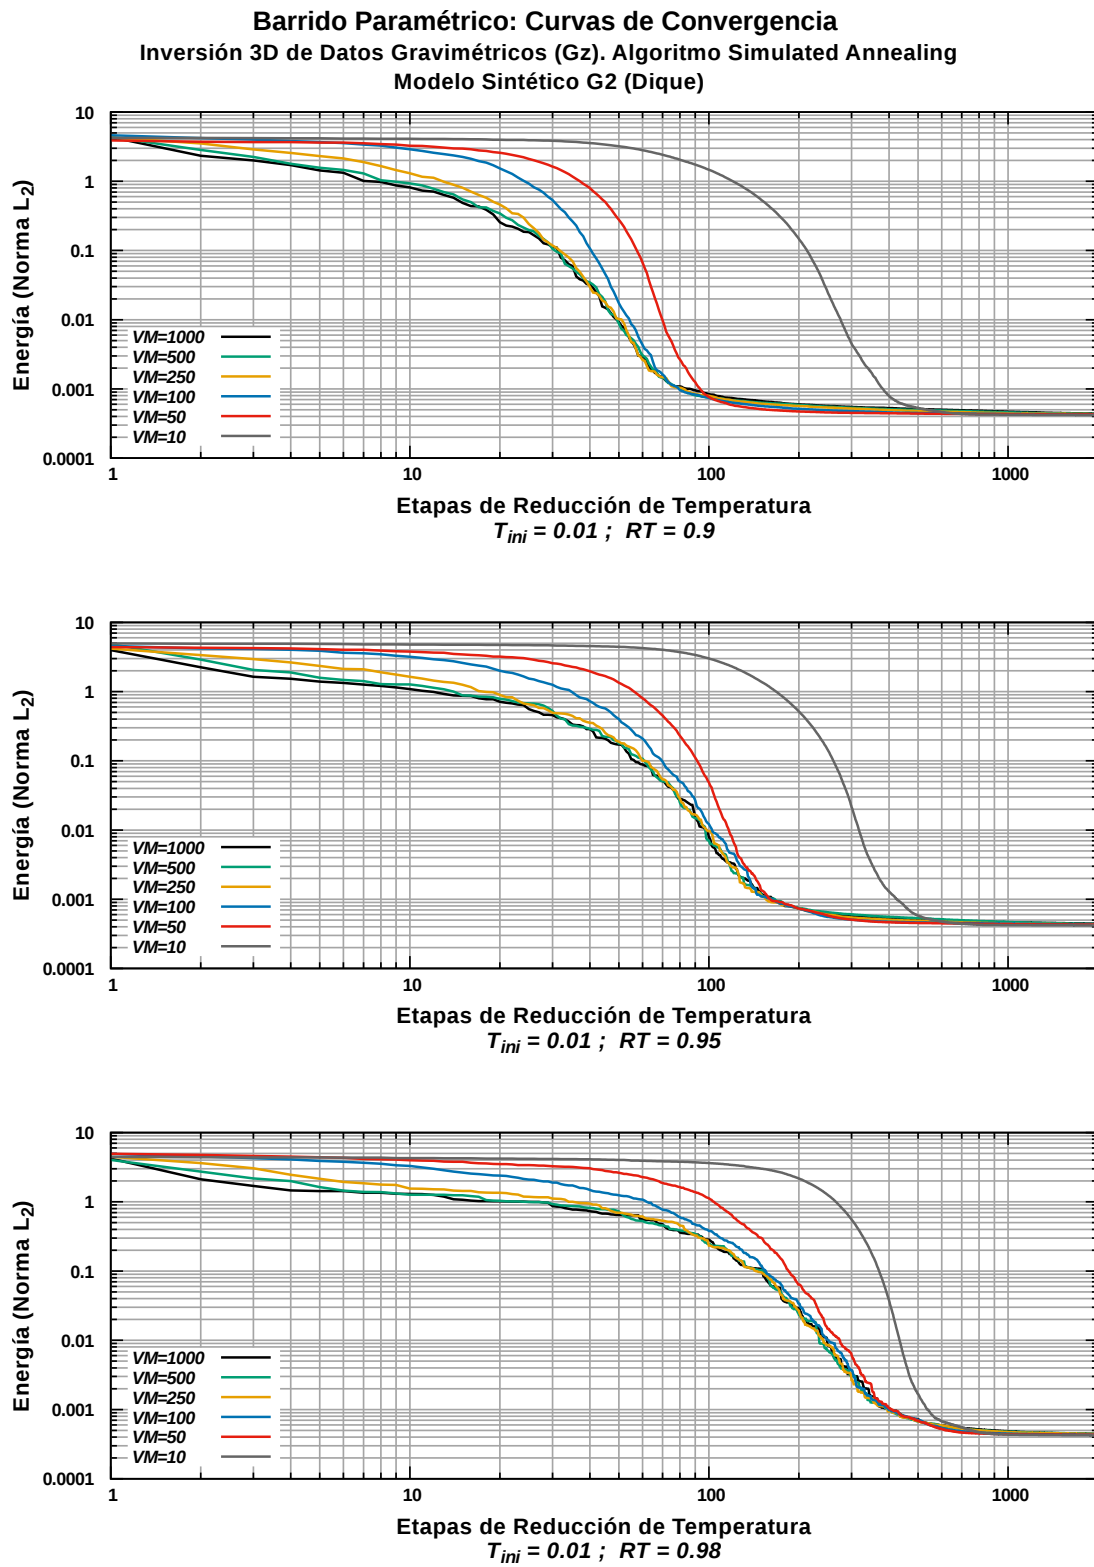 Barrido Paramétrico: Curvas de Convergencia
Inversión 3D de Datos Gravimétricos (Gz). Algoritmo Simulated Annealing
Modelo Sintético G2 (Dique)
Energía (Norma L2)
10
1
0.1
0.01
0.001
0.0001
VM=1000
VM=500
VM=250
VM=100
VM=50
VM=10
1 10 100 1000
Etapas de Reducción de Temperatura
Tini = 0.01 ; RT = 0.9
Energía (Norma L2)
10
1
0.1
0.01
0.001
0.0001
VM=1000
VM=500
VM=250
VM=100
VM=50
VM=10
1 10 100 1000
Etapas de Reducción de Temperatura
Tini = 0.01 ; RT = 0.95
Energía (Norma L2)
10
1
0.1
0.01
0.001
0.0001
VM=1000
VM=500
VM=250
VM=100
VM=50
VM=10
1 10 100 1000
Etapas de Reducción de Temperatura
Tini = 0.01 ; RT = 0.98